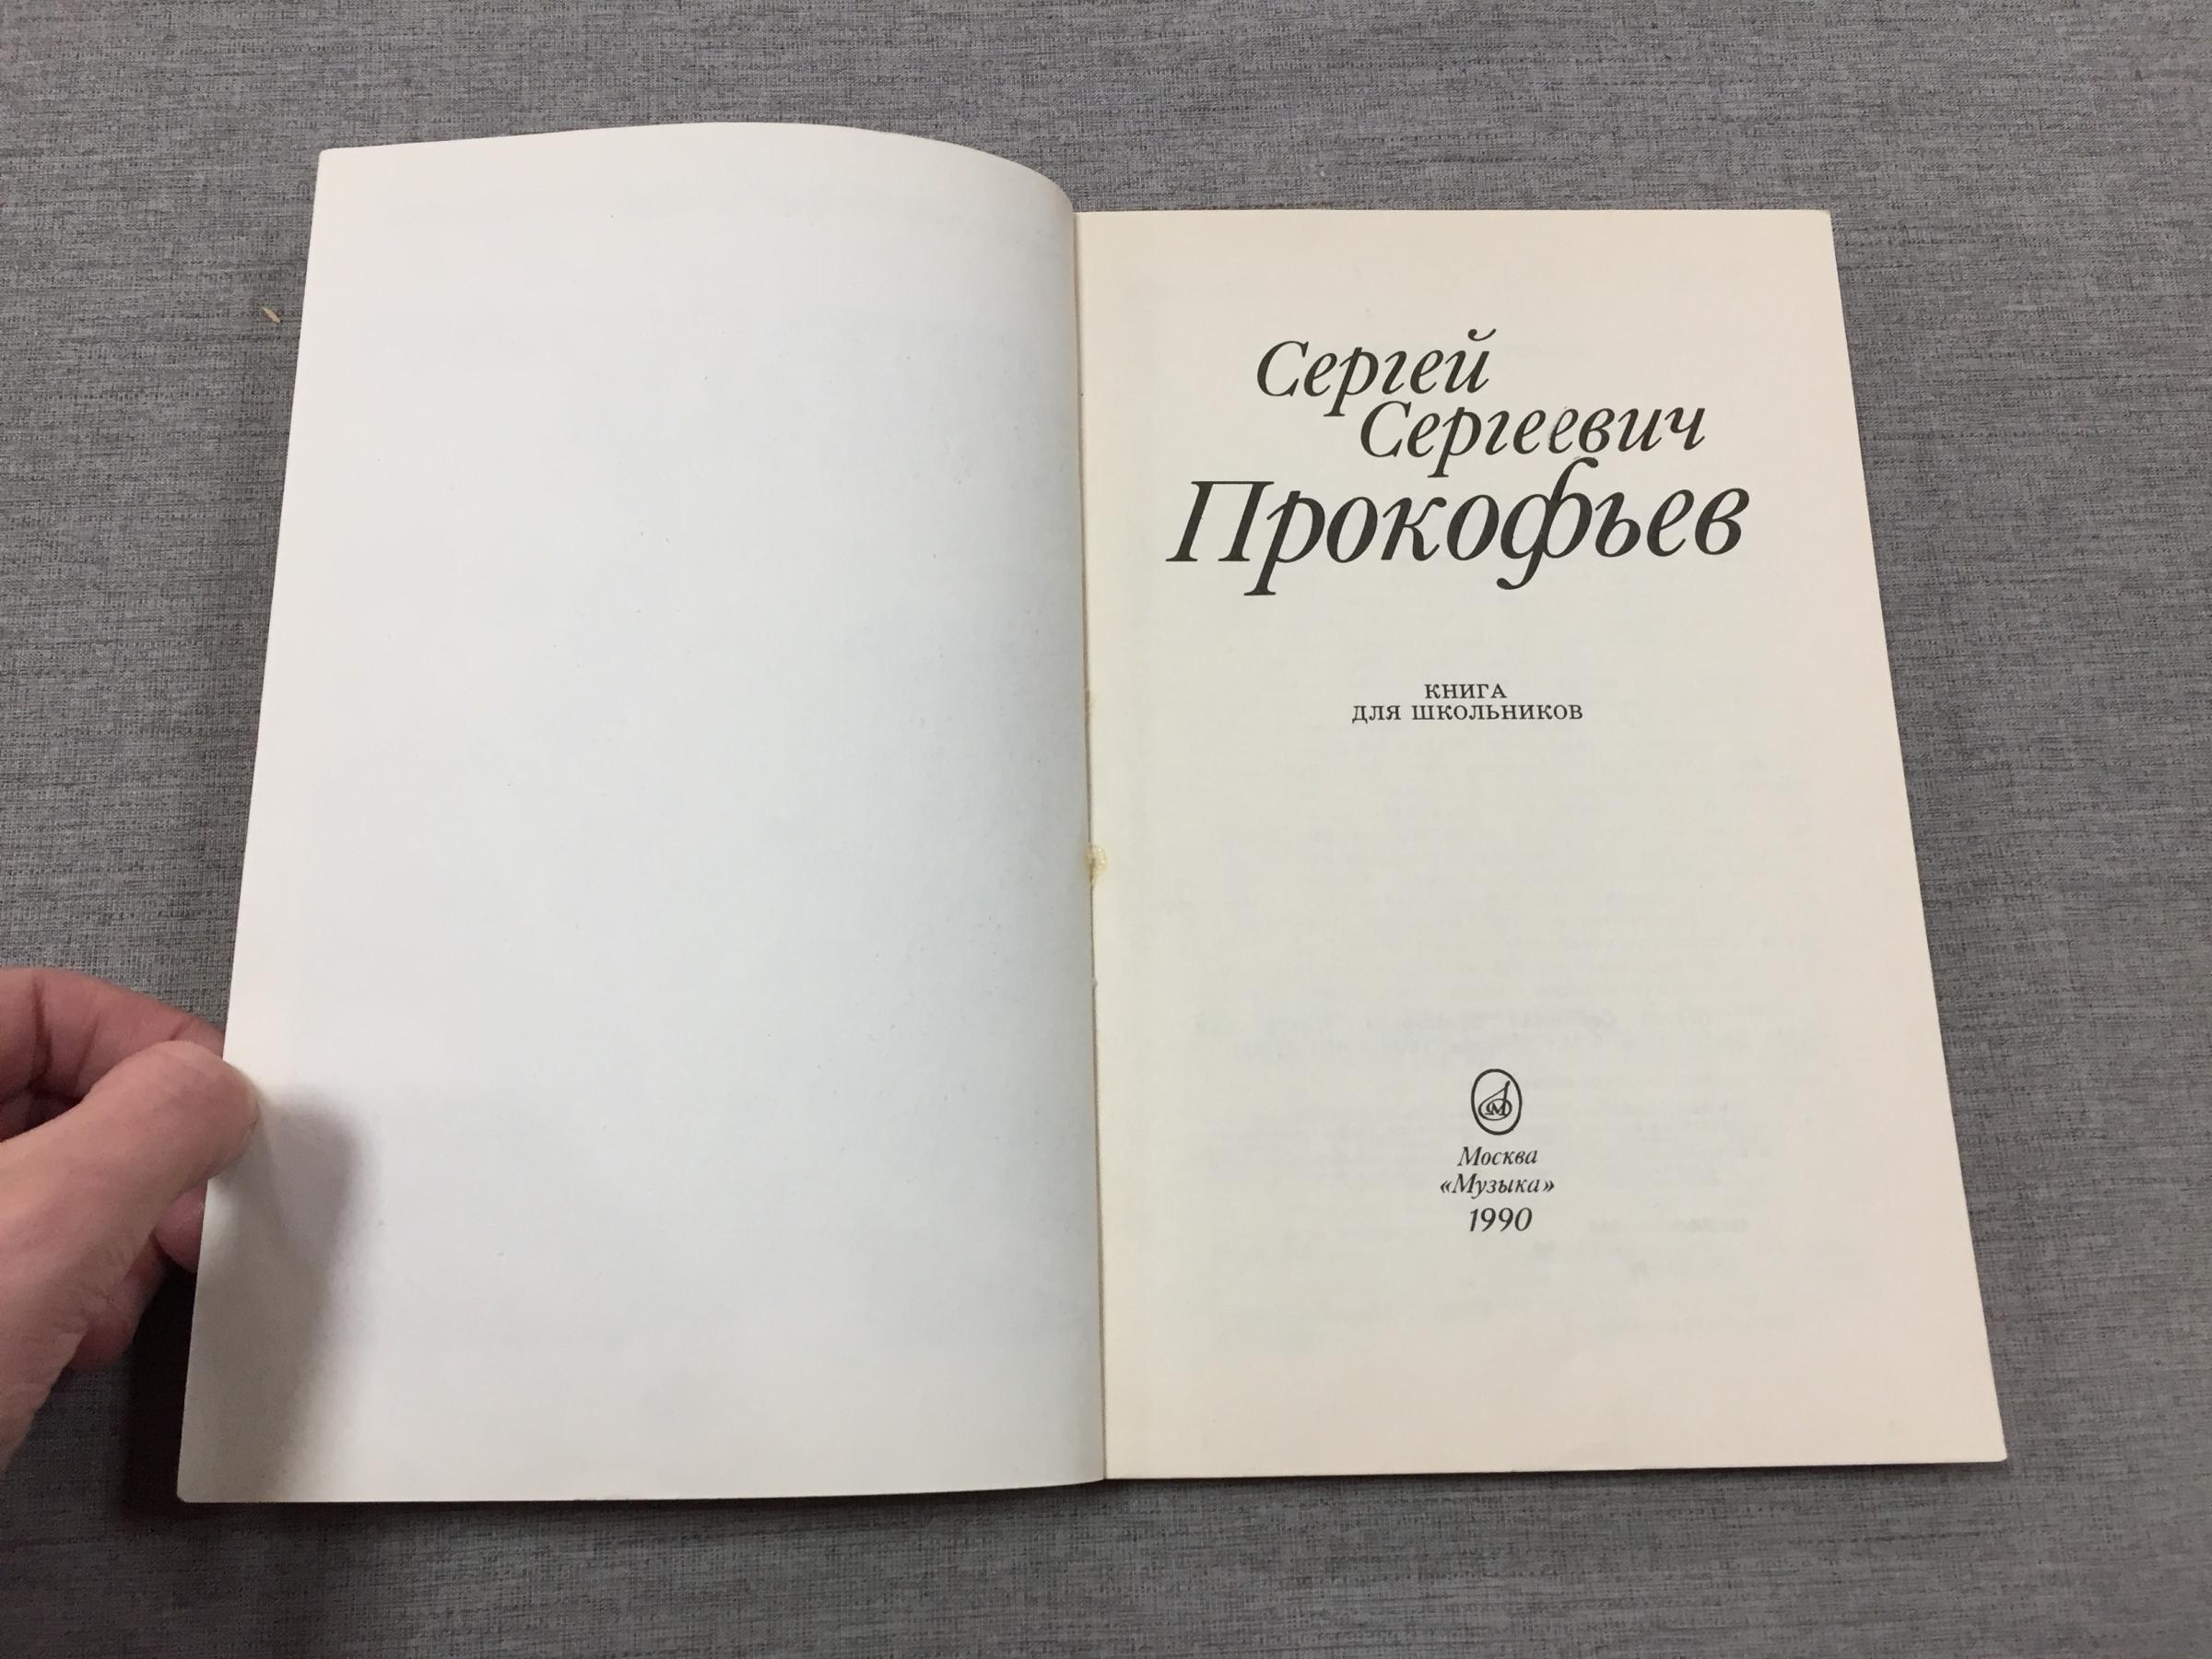 Сергей
Сергеевич
Прокофьев
КНИГА
ДЛЯ ШКОЛЬНИКОВ
М
Москва
«Музыка»
1990